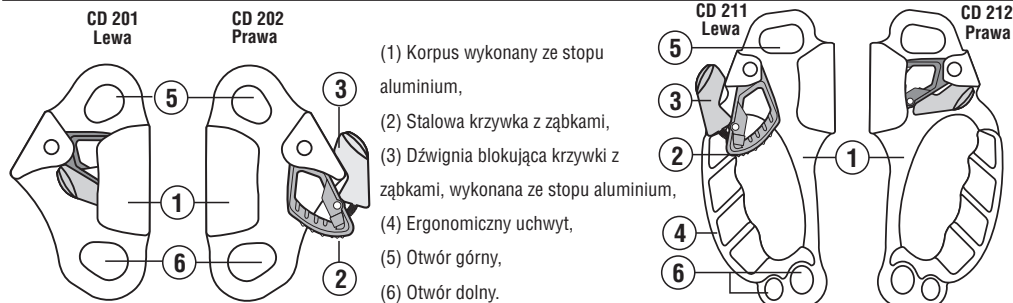 CD 201
Lewa
CD 202
Prawa
5
3
1
6
2
(1) Korpus wykonany ze stopu
aluminium,
(2) Stalowa krzywka z ząbkami,
(3) Dźwignia blokująca krzywki z
ząbkami, wykonana ze stopu aluminium,
(4) Ergonomiczny uchwyt,
(5) Otwór górny,
(6) Otwór dolny.
CD 211
Lewa
CD 212
Prawa
5
3
2
1
4
6